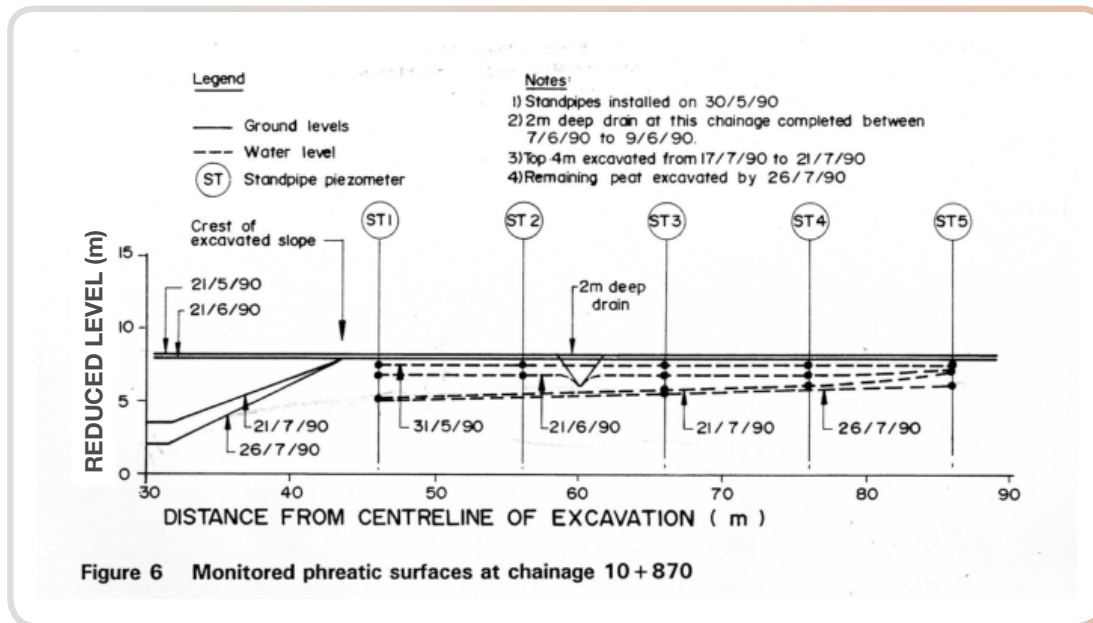 Legend
Ground levels
Water level
ST Standpipe piezometer
Notes:
1) Standpipes installed on 30/5/90
2) 2m deep drain at this chainage completed between
7/6/90 to 9/6/90.
3) Top 4m excavated from 17/7/90 to 21/7/90
4) Remaining peat excavated by 26/7/90
Crest of
excavated slope
ST1
ST2
ST3
ST4
ST5
REDUCED LEVEL (m)
15
10
5
0
21/5/90
21/6/90
2m deep
drain
21/7/90
26/7/90
31/5/90
21/6/90
21/7/90
26/7/90
30
40
50
60
70
80
90
DISTANCE FROM CENTRELINE OF EXCAVATION ( m )
Figure 6 Monitored phreatic surfaces at chainage 10+870